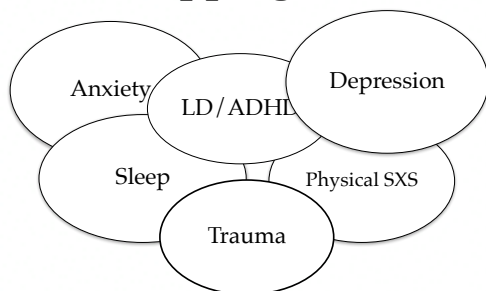 Anxiety
LD/ADHD
Depression
Sleep
Physical SXS
Trauma